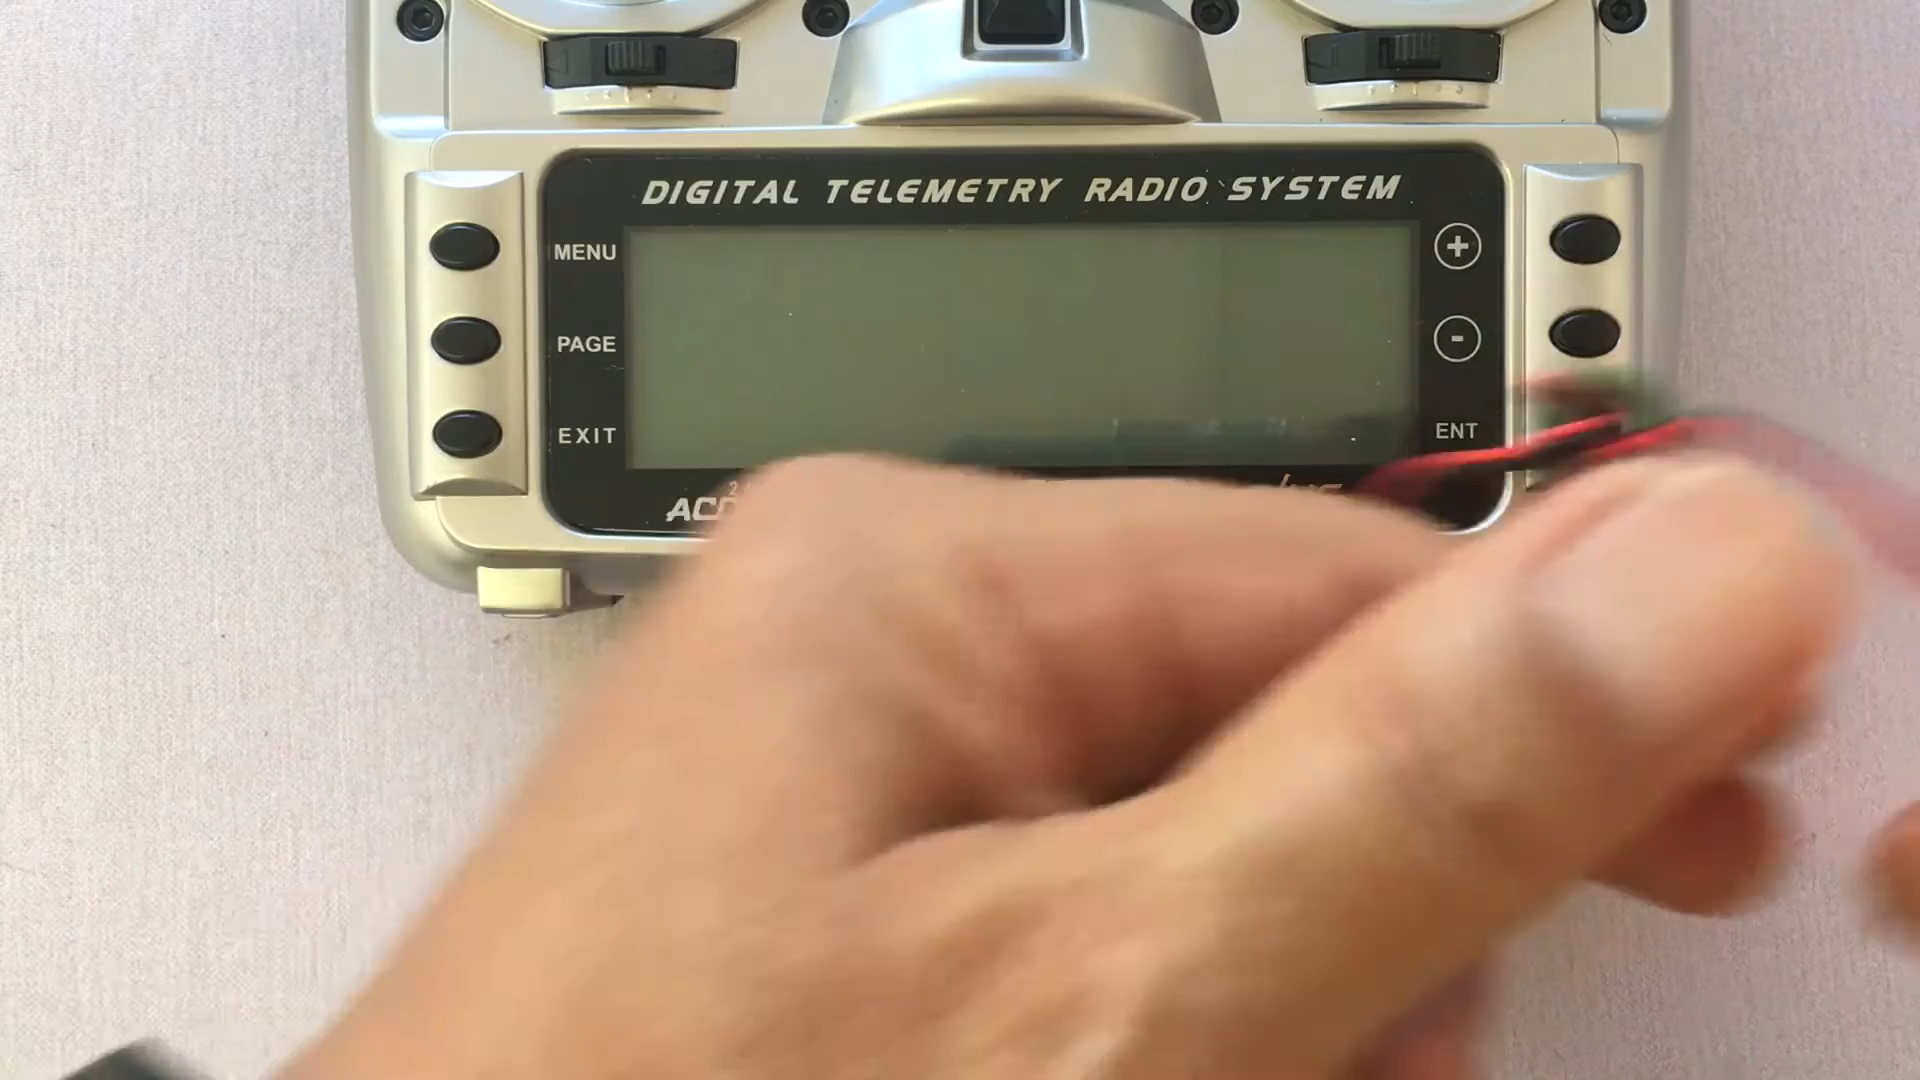 DIGITAL TELEMETRY RADIO SYSTEM
MENU
+
PAGE
-
EXIT
ENT